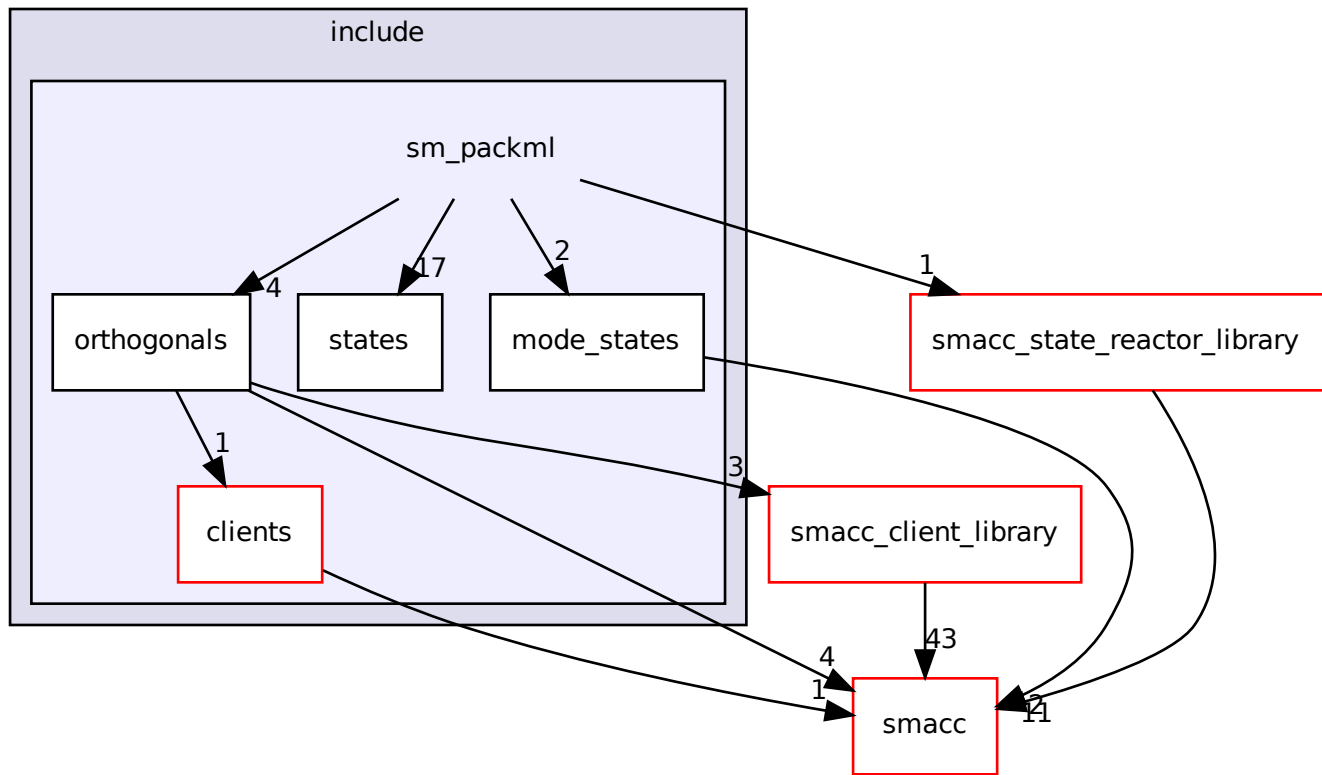 include
sm_packml
4
17
2
1
orthogonals
states
mode_states
smacc_state_reactor_library
1
3
clients
smacc_client_library
4
43
1
2
11
smacc